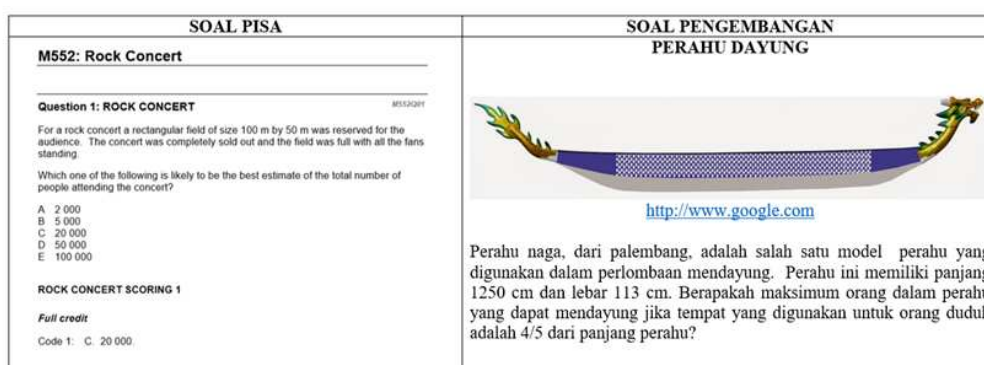 SOAL PISA
M552: Rock Concert
Question 1: ROCK CONCERT
M552Q01
For a rock concert a rectangular field of size 100 m by 50 m was reserved for the
audience. The concert was completely sold out and the field was full with all the fans
standing.
Which one of the following is likely to be the best estimate of the total number of
people attending the concert?
A 2 000
B 5 000
C 20 000
D 50 000
E 100 000
ROCK CONCERT SCORING 1
Full credit
Code 1: C. 20 000.
SOAL PENGEMBANGAN
PERAHU DAYUNG
http://www.google.com
Perahu naga, dari palembang, adalah salah satu model perahu yang
digunakan dalam perlombaan mendayung. Perahu ini memiliki panjang
1250 cm dan lebar 113 cm. Berapakah maksimum orang dalam perahu
yang dapat mendayung jika tempat yang digunakan untuk orang duduk
adalah 4/5 dari panjang perahu?